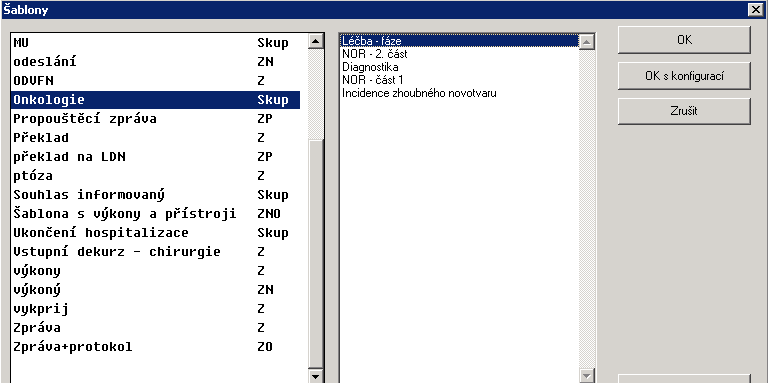 Šablony
MU Skup
odeslání ZN
ODVFN Z
Onkologie Skup
Propouštěcí zpráva ZP
Překlad Z
překlad na LDN ZP
ptóza Z
Souhlas informovaný Skup
Šablona s výkony a přístroji ZNO
Ukončení hospitalizace Skup
Vstupní dekurz - chirurgie Z
výkony Z
výkoný ZN
vykprij Z
Zpráva Z
Zpráva+protokol ZO
Léčba - fáze
NOR - 2. část
Diagnostika
NOR - část 1
Incidence zhoubného novotvaru
OK
OK s konfigurací
Zrušit